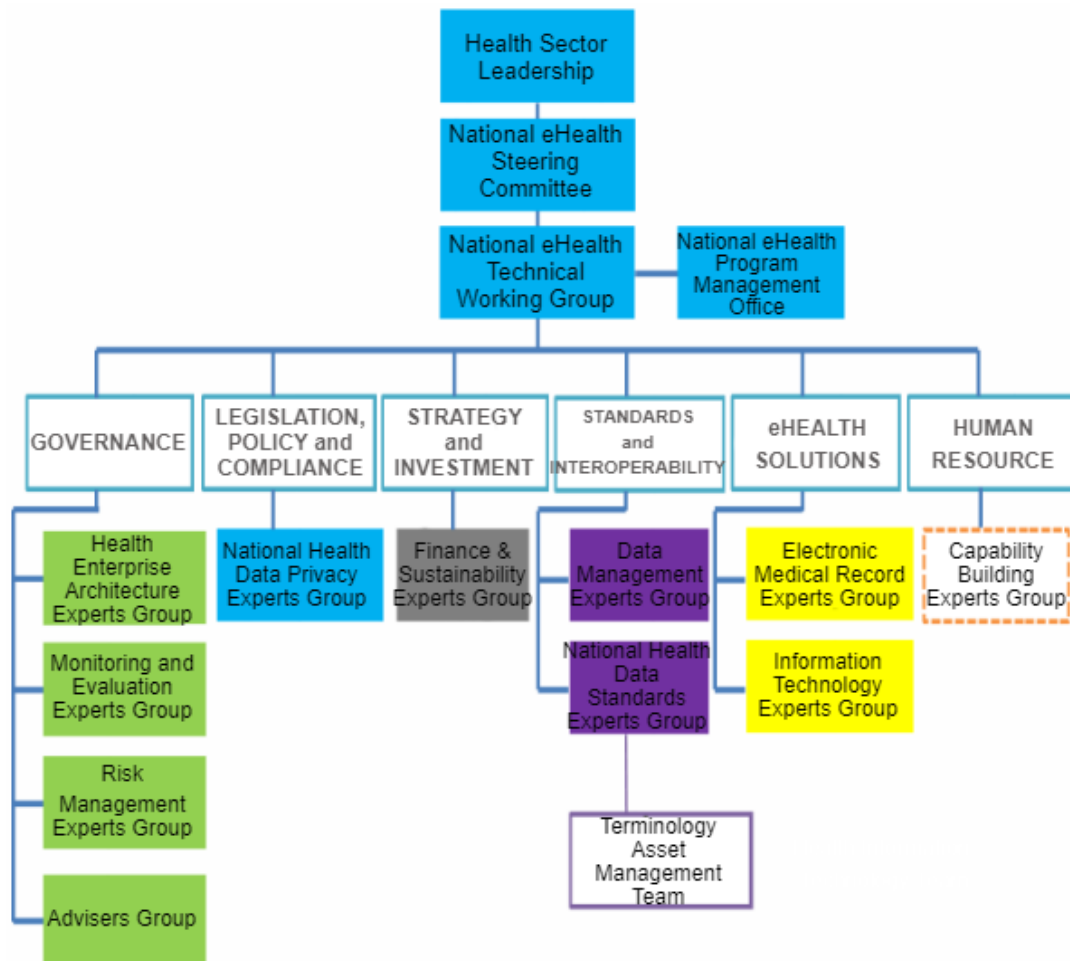 Health Sector
Leadership
National eHealth
Steering
Committee
National eHealth
Technical
Working Group
National eHealth
Program
Management
Office
GOVERNANCE
LEGISLATION,
POLICY and
COMPLIANCE
STRATEGY
and
INVESTMENT
STANDARDS
and
INTEROPERABILITY
eHEALTH
SOLUTIONS
HUMAN
RESOURCE
Health
Enterprise
Architecture
Experts Group
Monitoring and
Evaluation
Experts Group
Risk
Management
Experts Group
Advisers Group
National Health
Data Privacy
Experts Group
Finance &
Sustainability
Experts Group
Data
Management
Experts Group
National Health
Data
Standards
Experts Group
Terminology
Asset
Management
Team
Electronic
Medical Record
Experts Group
Information
Technology
Experts Group
Capability
Building
Experts Group